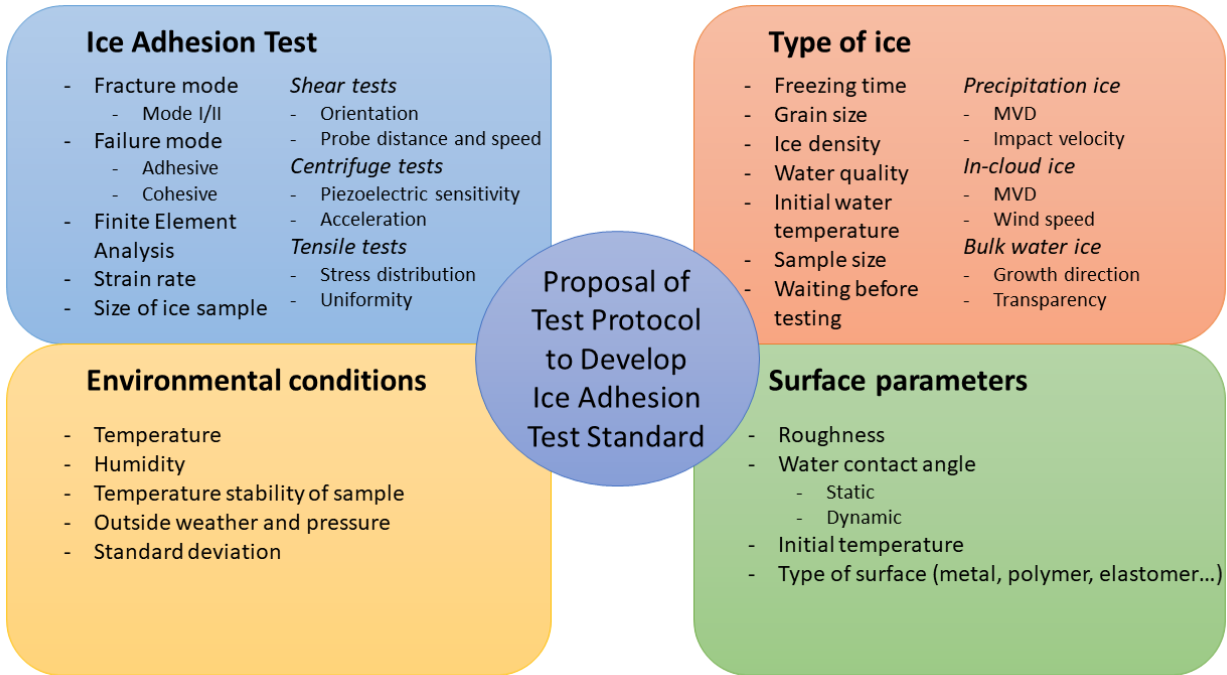 Ice Adhesion Test
- Fracture mode
- Mode I/II
- Failure mode
- Adhesive
- Cohesive
- Finite Element
Analysis
- Strain rate
- Size of ice sample
Shear tests
- Orientation
- Probe distance and speed
Centrifuge tests
- Piezoelectric sensitivity
- Acceleration
Tensile tests
- Stress distribution
- Uniformity
Type of ice
- Freezing time
- Grain size
- Ice density
- Water quality
- Initial water
temperature
- Sample size
- Waiting before
testing
Precipitation ice
- MVD
- Impact velocity
In-cloud ice
- MVD
- Wind speed
Bulk water ice
- Growth direction
- Transparency
Proposal of
Test Protocol
to Develop
Ice Adhesion
Test Standard
Environmental conditions
- Temperature
- Humidity
- Temperature stability of sample
- Outside weather and pressure
- Standard deviation
Surface parameters
- Roughness
- Water contact angle
- Static
- Dynamic
- Initial temperature
- Type of surface (metal, polymer, elastomer…)